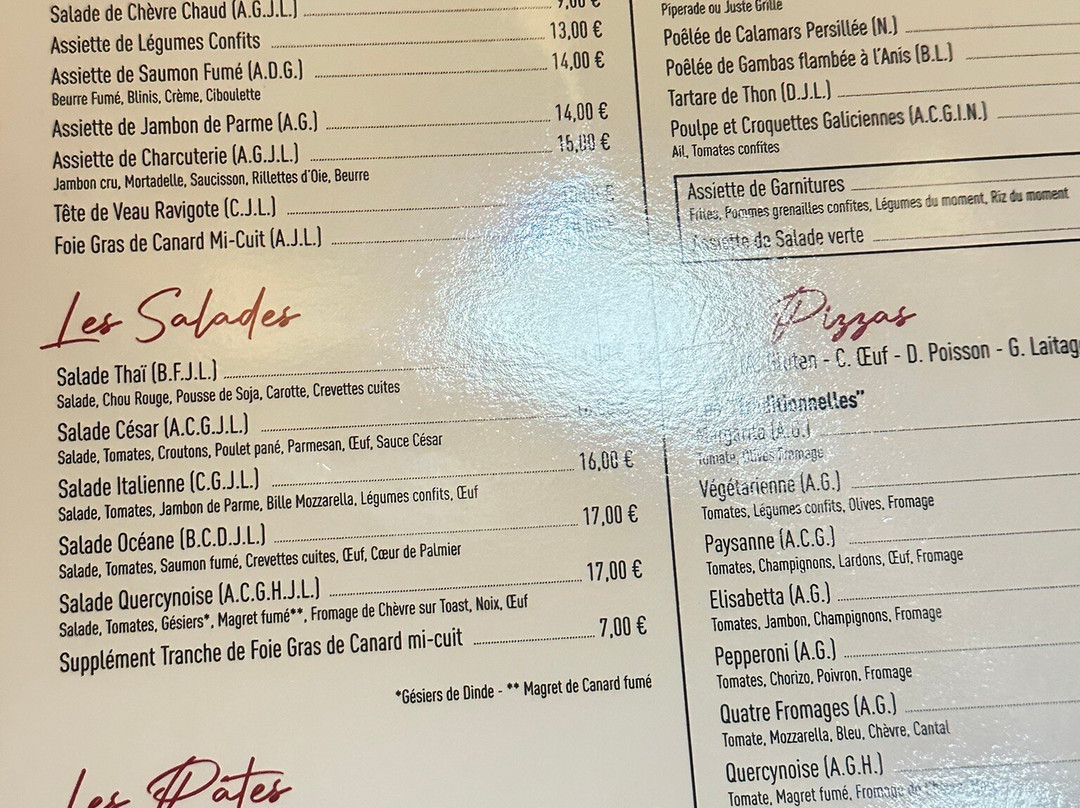 Salade de Chèvre Chaud (A.G.J.L.)
Assiette de Légumes Confits 13,00 €
Assiette de Saumon Fumé (A.D.G.) 14,00 €
Beurre Fumé, Blinis, Crème, Ciboulette
Assiette de Jambon de Parme (A.G.) 14,00 €
Assiette de Charcuterie (A.G.J.L.) 15,00 €
Jambon cru, Mortadelle, Saucisson, Rillettes d'Oie, Beurre
Tête de Veau Ravigote (C.J.L.)
Foie Gras de Canard Mi-Cuit (A.J.L.)
Les Salades
Salade Thaï (B.F.J.L.)
Salade, Chou Rouge, Pousse de Soja, Carotte, Crevettes cuites
Salade César (A.C.G.J.L.)
Salade, Tomates, Croutons, Poulet pané, Parmesan, Œuf, Sauce César
Salade Italienne (C.G.J.L.) 16,00 €
Salade, Tomates, Jambon de Parme, Bille Mozzarella, Légumes confits, Œuf
Salade Océane (B.C.D.J.L.) 17,00 €
Salade, Tomates, Saumon fumé, Crevettes cuites, Œuf, Cœur de Palmier
Salade Quercynoise (A.C.G.H.J.L.) 17,00 €
Salade, Tomates, Gésiers*, Magret fumé**, Fromage de Chèvre sur Toast, Noix, Œuf
Supplément Tranche de Foie Gras de Canard mi-cuit 7,00 €
*Gésiers de Dinde - ** Magret de Canard fumé
Les Pâtes
Piperade ou Juste Grillé
Poêlée de Calamars Persillée (N.)
Poêlée de Gambas flambée à l'Anis (B.L.)
Tartare de Thon (D.J.L.)
Poulpe et Croquettes Galiciennes (A.C.G.I.N.)
Ail, Tomates confites
Assiette de Garnitures
Frites, Pommes grenailles confites, Légumes du moment, Riz du moment
Assiette de Salade verte
Pizzas
Gluten - C. Œuf - D. Poisson - G. Laitag
"Traditionnelles"
Margarita (A.G.)
Tomate, Olives, Fromage
Végétarienne (A.G.)
Tomates, Légumes confits, Olives, Fromage
Paysanne (A.C.G.)
Tomates, Champignons, Lardons, Œuf, Fromage
Elisabetta (A.G.)
Tomates, Jambon, Champignons, Fromage
Pepperoni (A.G.)
Tomates, Chorizo, Poivron, Fromage
Quatre Fromages (A.G.)
Tomate, Mozzarella, Bleu, Chèvre, Cantal
Quercynoise (A.G.H.)
Tomate, Magret fumé, Fromage de